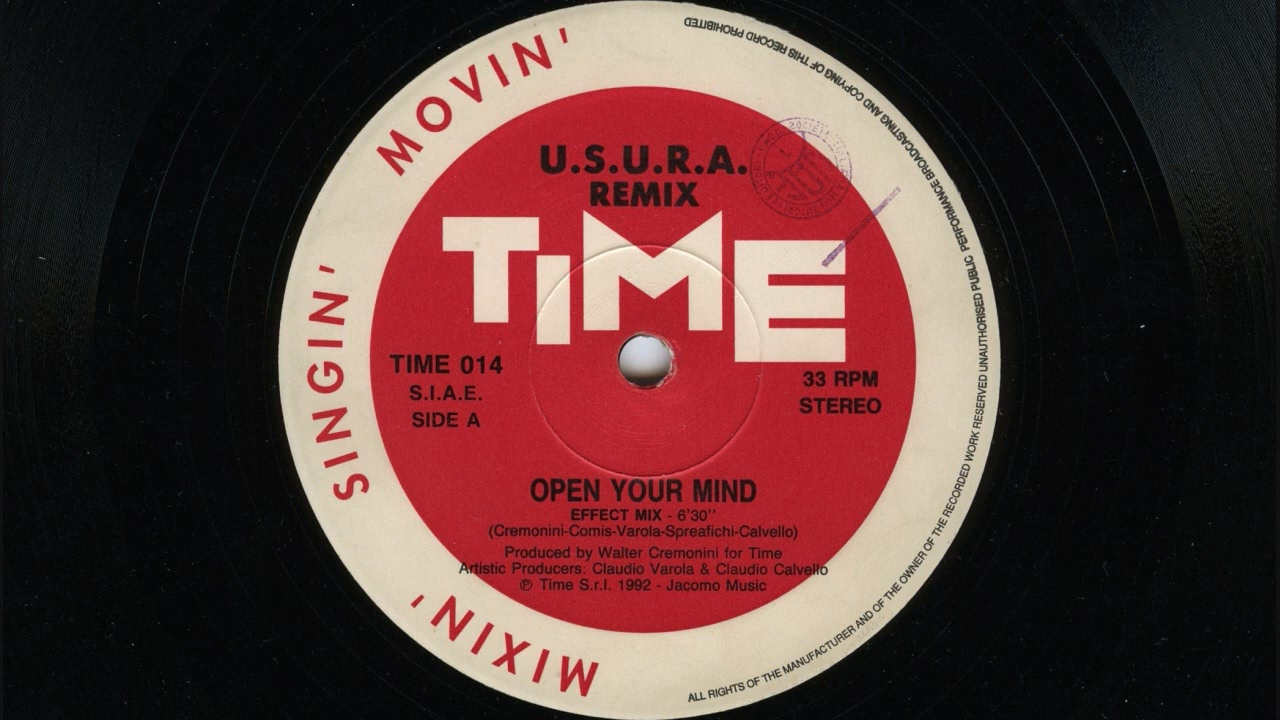 MOVIN'
SINGIN'
MIXIN'
U.S.U.R.A.
REMIX
TIME
TIME 014
S.I.A.E.
SIDE A
33 RPM
STEREO
OPEN YOUR MIND
EFFECT MIX - 6'30''
(Cremonini-Comis-Varola-Spreafichi-Calvello)
Produced by Walter Cremonini for Time
Artistic Producers: Claudio Varola & Claudio Calvello
℗ Time S.r.l. 1992 - Jacomo Music
ALL RIGHTS OF THE MANUFACTURER AND OF THE OWNER OF THE RECORDED WORK RESERVED UNAUTHORISED PUBLIC PERFORMANCE BROADCASTING AND COPYING OF THIS RECORD PROHIBITED